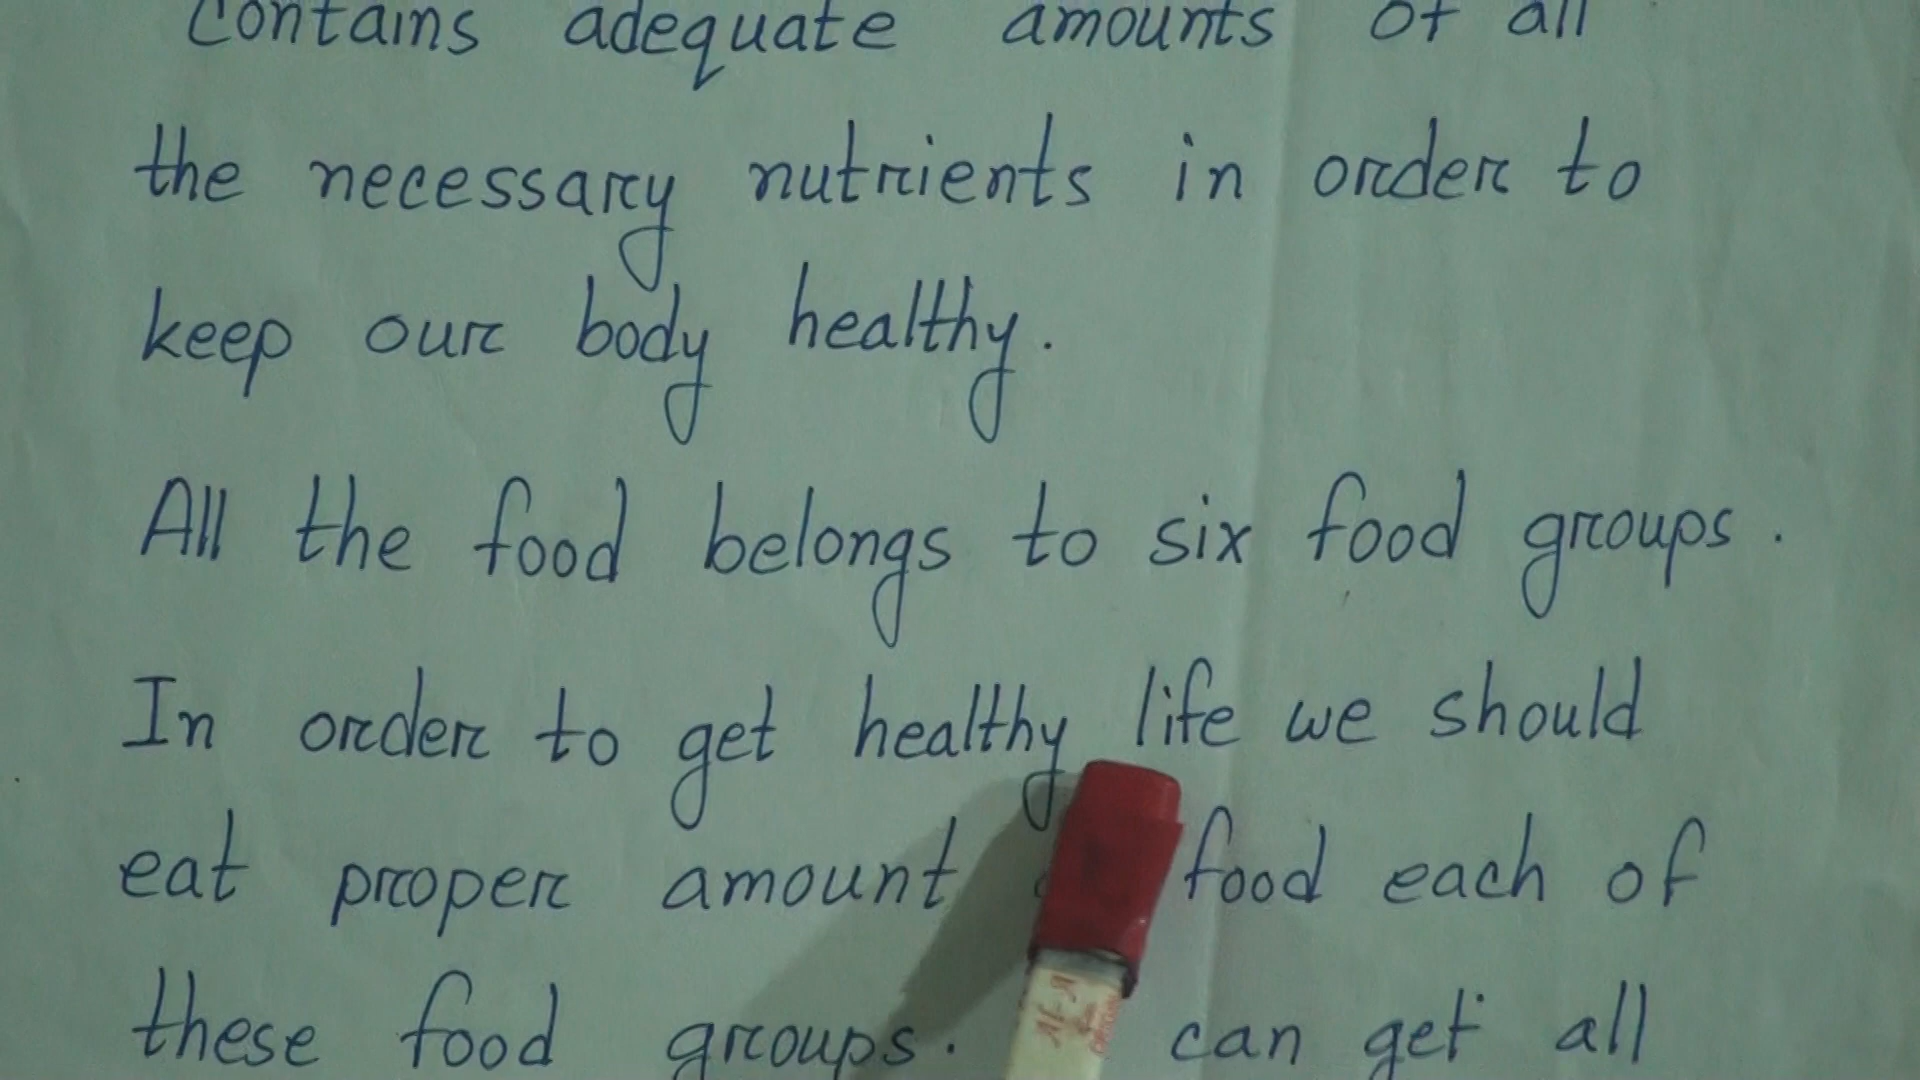 contains adequate amounts of all
the necessary nutrients in order to
keep our body healthy.
All the food belongs to six food groups.
In order to get healthy life we should
eat proper amount food each of
these food groups. can get all